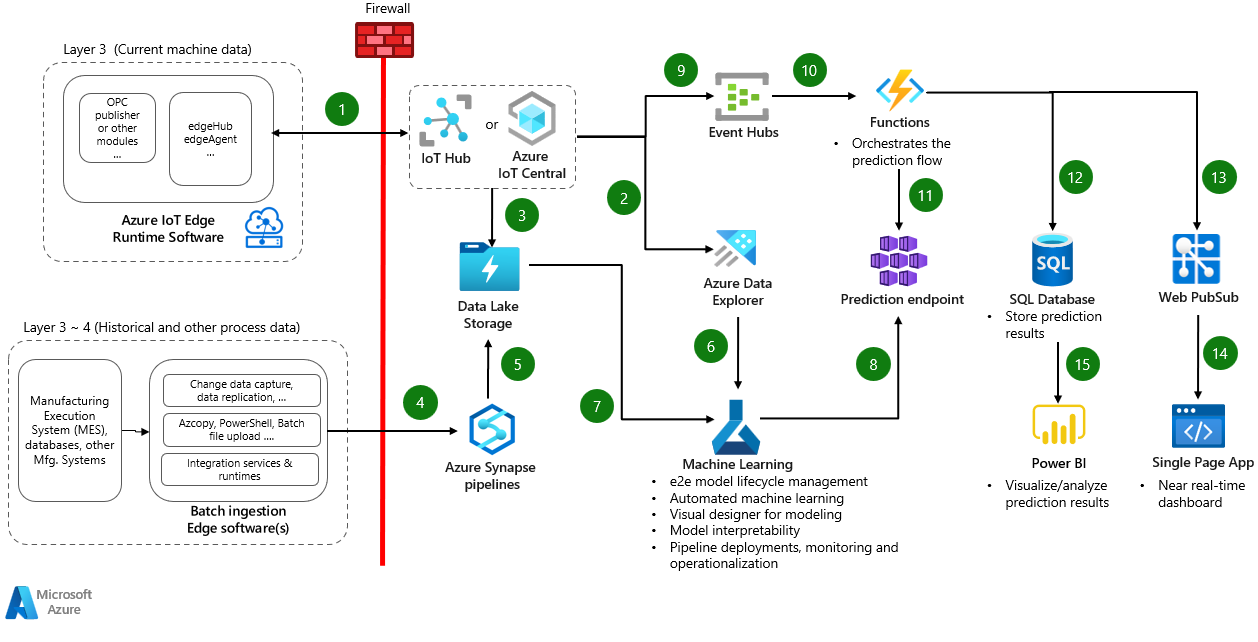 Firewall
Layer 3 (Current machine data)
OPC
publisher
or other
modules
...
edgeHub
edgeAgent
...
Azure IoT Edge
Runtime Software
1
IoT Hub
or
Azure
IoT Central
9
Event Hubs
10
Functions
• Orchestrates the
prediction flow
2
3
11
12
13
Data Lake
Storage
Azure Data
Explorer
Prediction endpoint
SQL
SQL Database
• Store prediction
results
Web PubSub
Layer 3 ~ 4 (Historical and other process data)
Manufacturing
Execution
System (MES),
databases, other
Mfg. Systems
Change data capture,
data replication, ...
Azcopy, PowerShell, Batch
file upload ....
Integration services &
runtimes
Batch ingestion
Edge software(s)
4
5
6
7
8
15
14
Azure Synapse
pipelines
Machine Learning
• e2e model lifecycle management
• Automated machine learning
• Visual designer for modeling
• Model interpretability
• Pipeline deployments, monitoring and
operationalization
Power BI
• Visualize/analyze
prediction results
</>
Single Page App
• Near real-time
dashboard
Microsoft
Azure